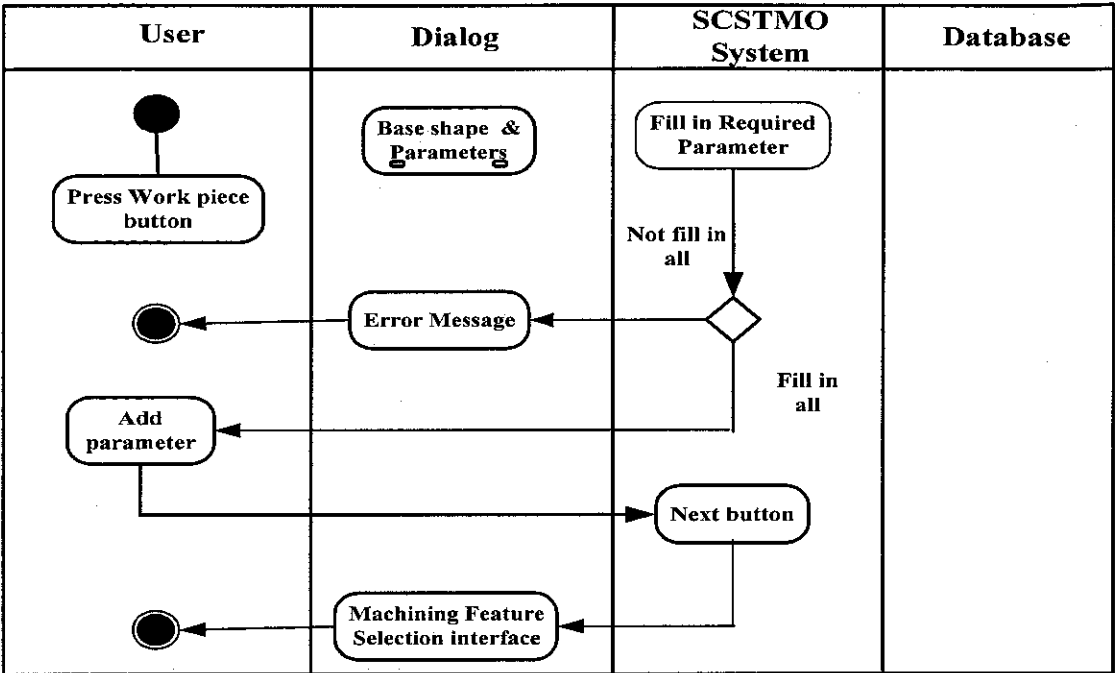 User
Dialog
SCSTMO
System
Database
Base shape &
Parameters
Fill in Required
Parameter
Press Work piece
button
Not fill in
all
Error Message
Fill in
all
Add
parameter
Next button
Machining Feature
Selection interface